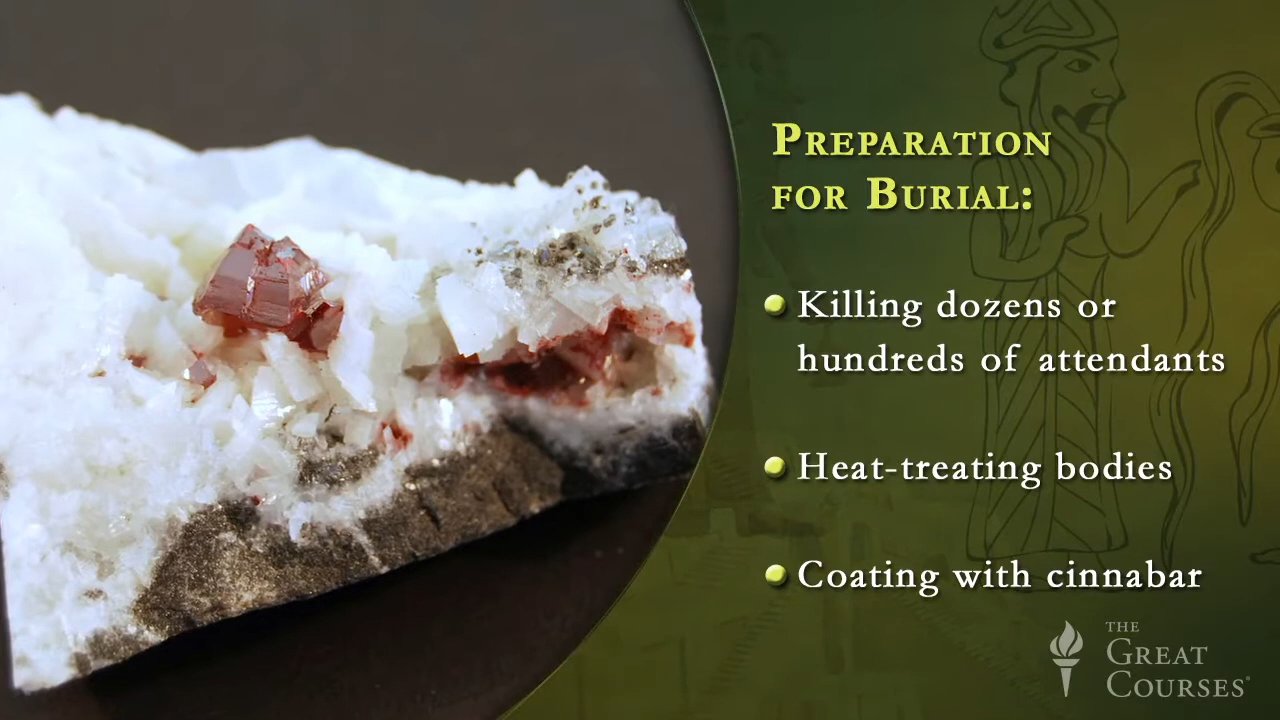 PREPARATION
FOR BURIAL:
Killing dozens or
hundreds of attendants
Heat-treating bodies
Coating with cinnabar
THE
GREAT
COURSES®